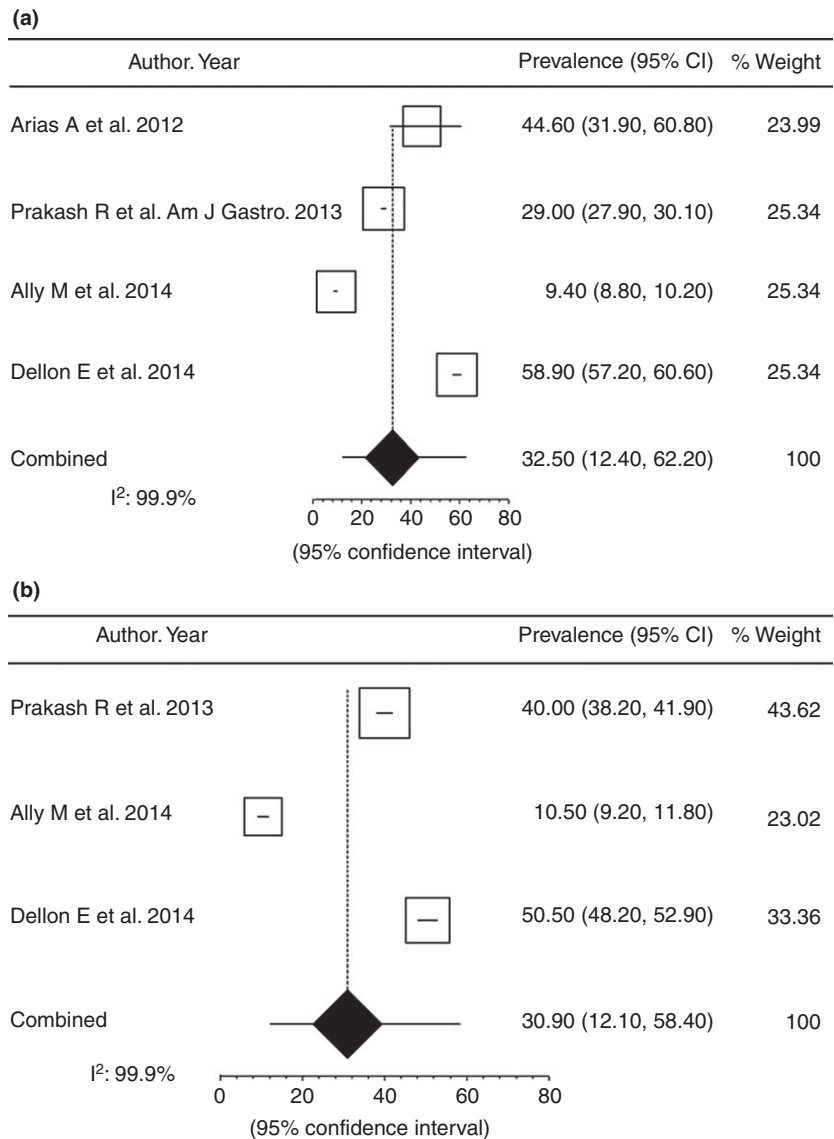 (a)
Author. Year Prevalence (95% CI) % Weight
Arias A et al. 2012 44.60 (31.90, 60.80) 23.99
Prakash R et al. Am J Gastro. 2013 29.00 (27.90, 30.10) 25.34
Ally M et al. 2014 9.40 (8.80, 10.20) 25.34
Dellon E et al. 2014 58.90 (57.20, 60.60) 25.34
Combined 32.50 (12.40, 62.20) 100
I²: 99.9%
0 20 40 60 80
(95% confidence interval)
(b)
Author. Year Prevalence (95% CI) % Weight
Prakash R et al. 2013 40.00 (38.20, 41.90) 43.62
Ally M et al. 2014 10.50 (9.20, 11.80) 23.02
Dellon E et al. 2014 50.50 (48.20, 52.90) 33.36
Combined 30.90 (12.10, 58.40) 100
I²: 99.9%
0 20 40 60 80
(95% confidence interval)